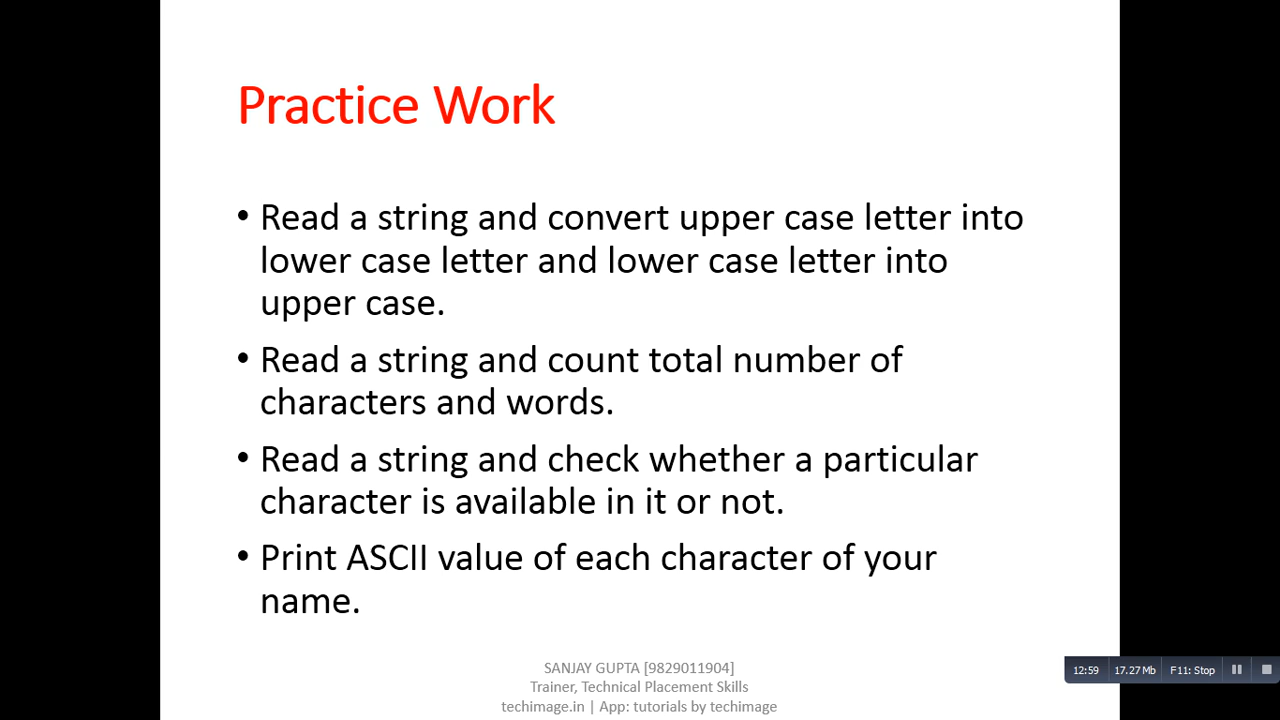 Practice Work
• Read a string and convert upper case letter into
lower case letter and lower case letter into
upper case.
• Read a string and count total number of
characters and words.
• Read a string and check whether a particular
character is available in it or not.
• Print ASCII value of each character of your
name.
SANJAY GUPTA [9829011904]
Trainer, Technical Placement Skills
techimage.in | App: tutorials by techimage
12:59 17.27 Mb F11: Stop